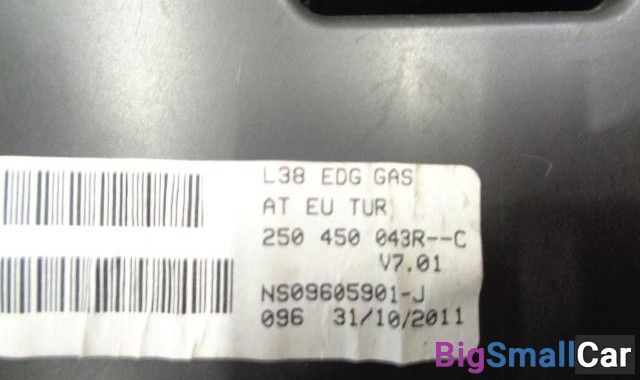 L38 EDG GAS
AT EU TUR
250 450 043R--C
V7.01
NS09605901-J
096 31/10/2011
BigSmallCar